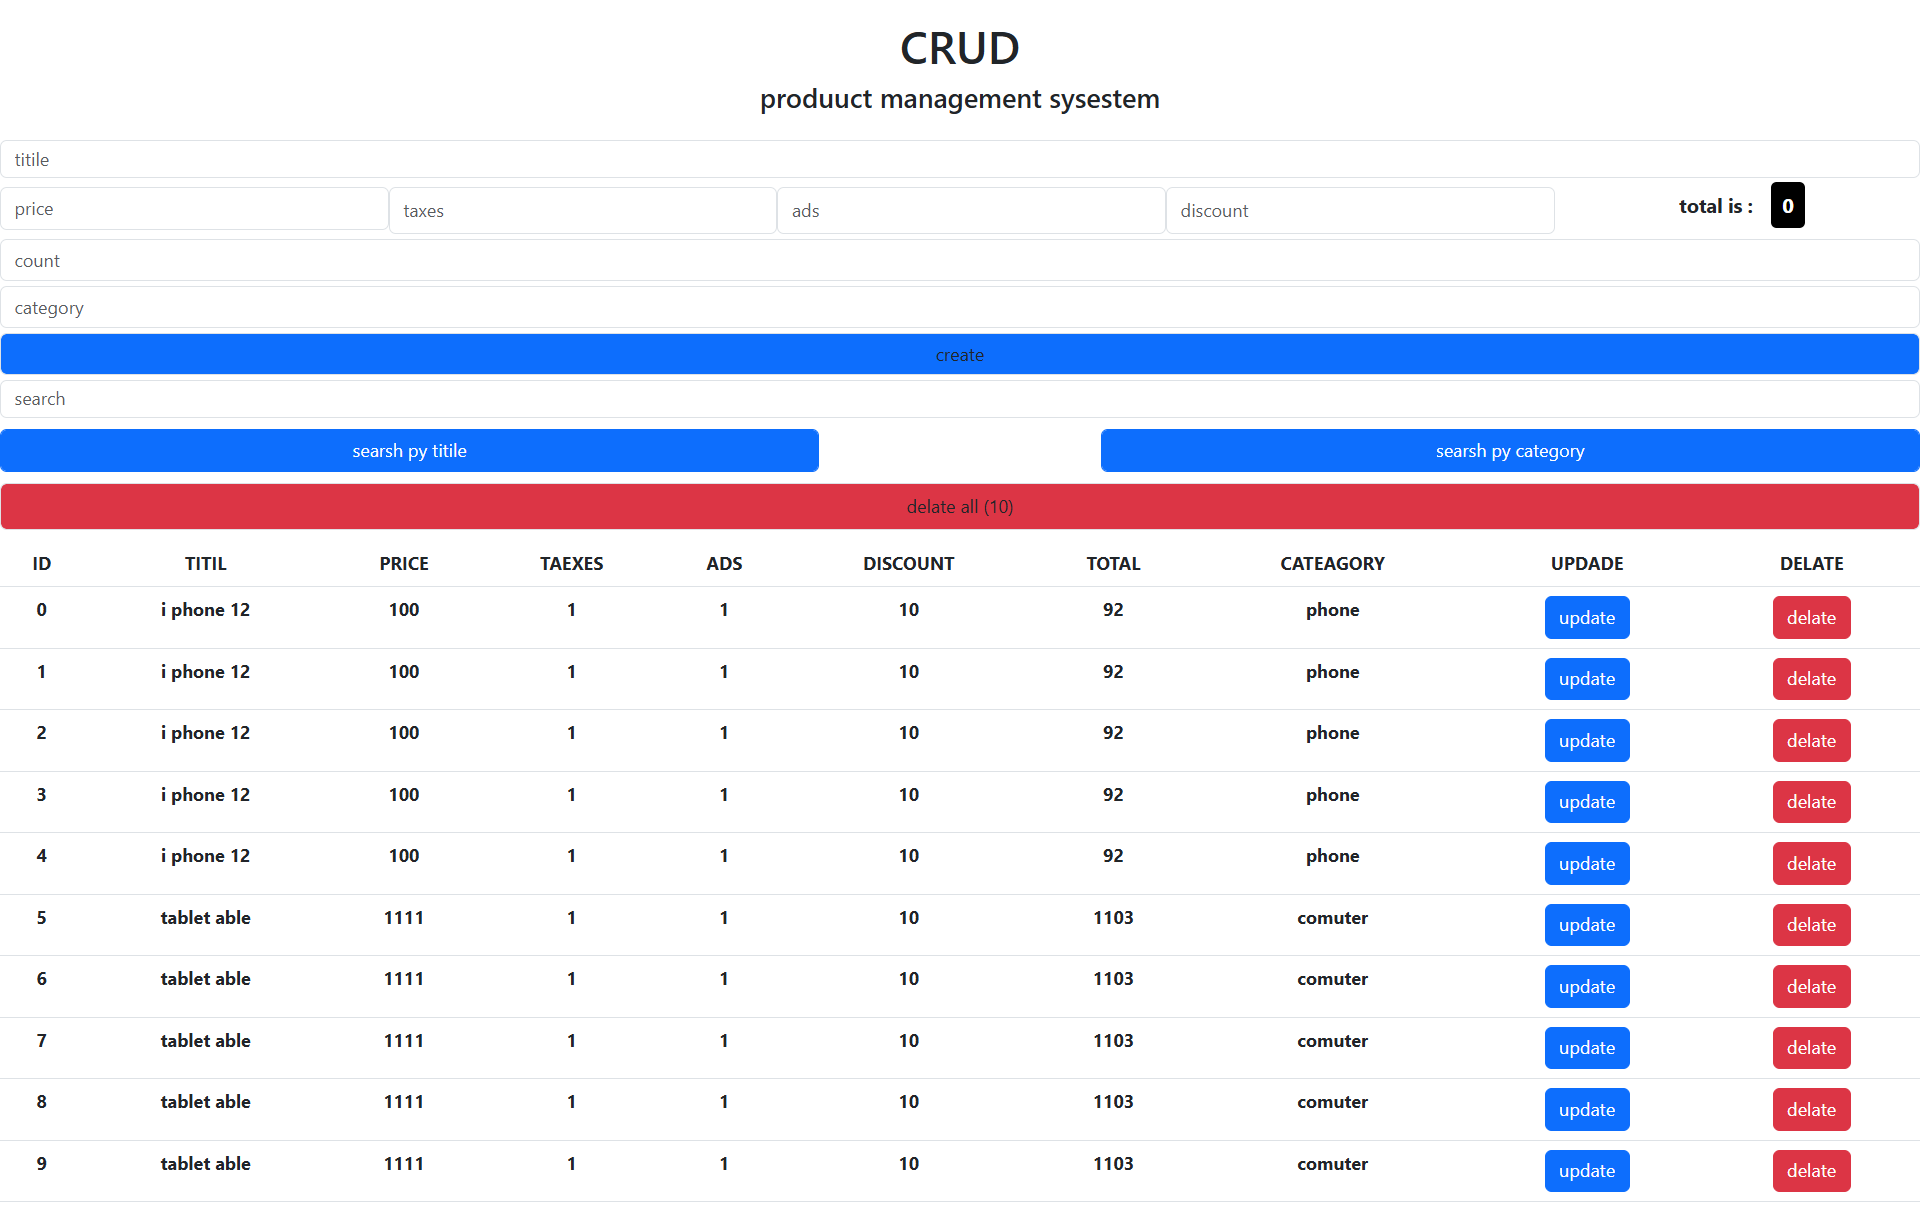 CRUD
produuct management sysestem
titile
price taxes ads discount total is : 0
count
category
create
search
searsh py titile searsh py category
delate all (10)
ID TITIL PRICE TAEXES ADS DISCOUNT TOTAL CATEAGORY UPDADE DELATE
0 i phone 12 100 1 1 10 92 phone update delate
1 i phone 12 100 1 1 10 92 phone update delate
2 i phone 12 100 1 1 10 92 phone update delate
3 i phone 12 100 1 1 10 92 phone update delate
4 i phone 12 100 1 1 10 92 phone update delate
5 tablet able 1111 1 1 10 1103 comuter update delate
6 tablet able 1111 1 1 10 1103 comuter update delate
7 tablet able 1111 1 1 10 1103 comuter update delate
8 tablet able 1111 1 1 10 1103 comuter update delate
9 tablet able 1111 1 1 10 1103 comuter update delate